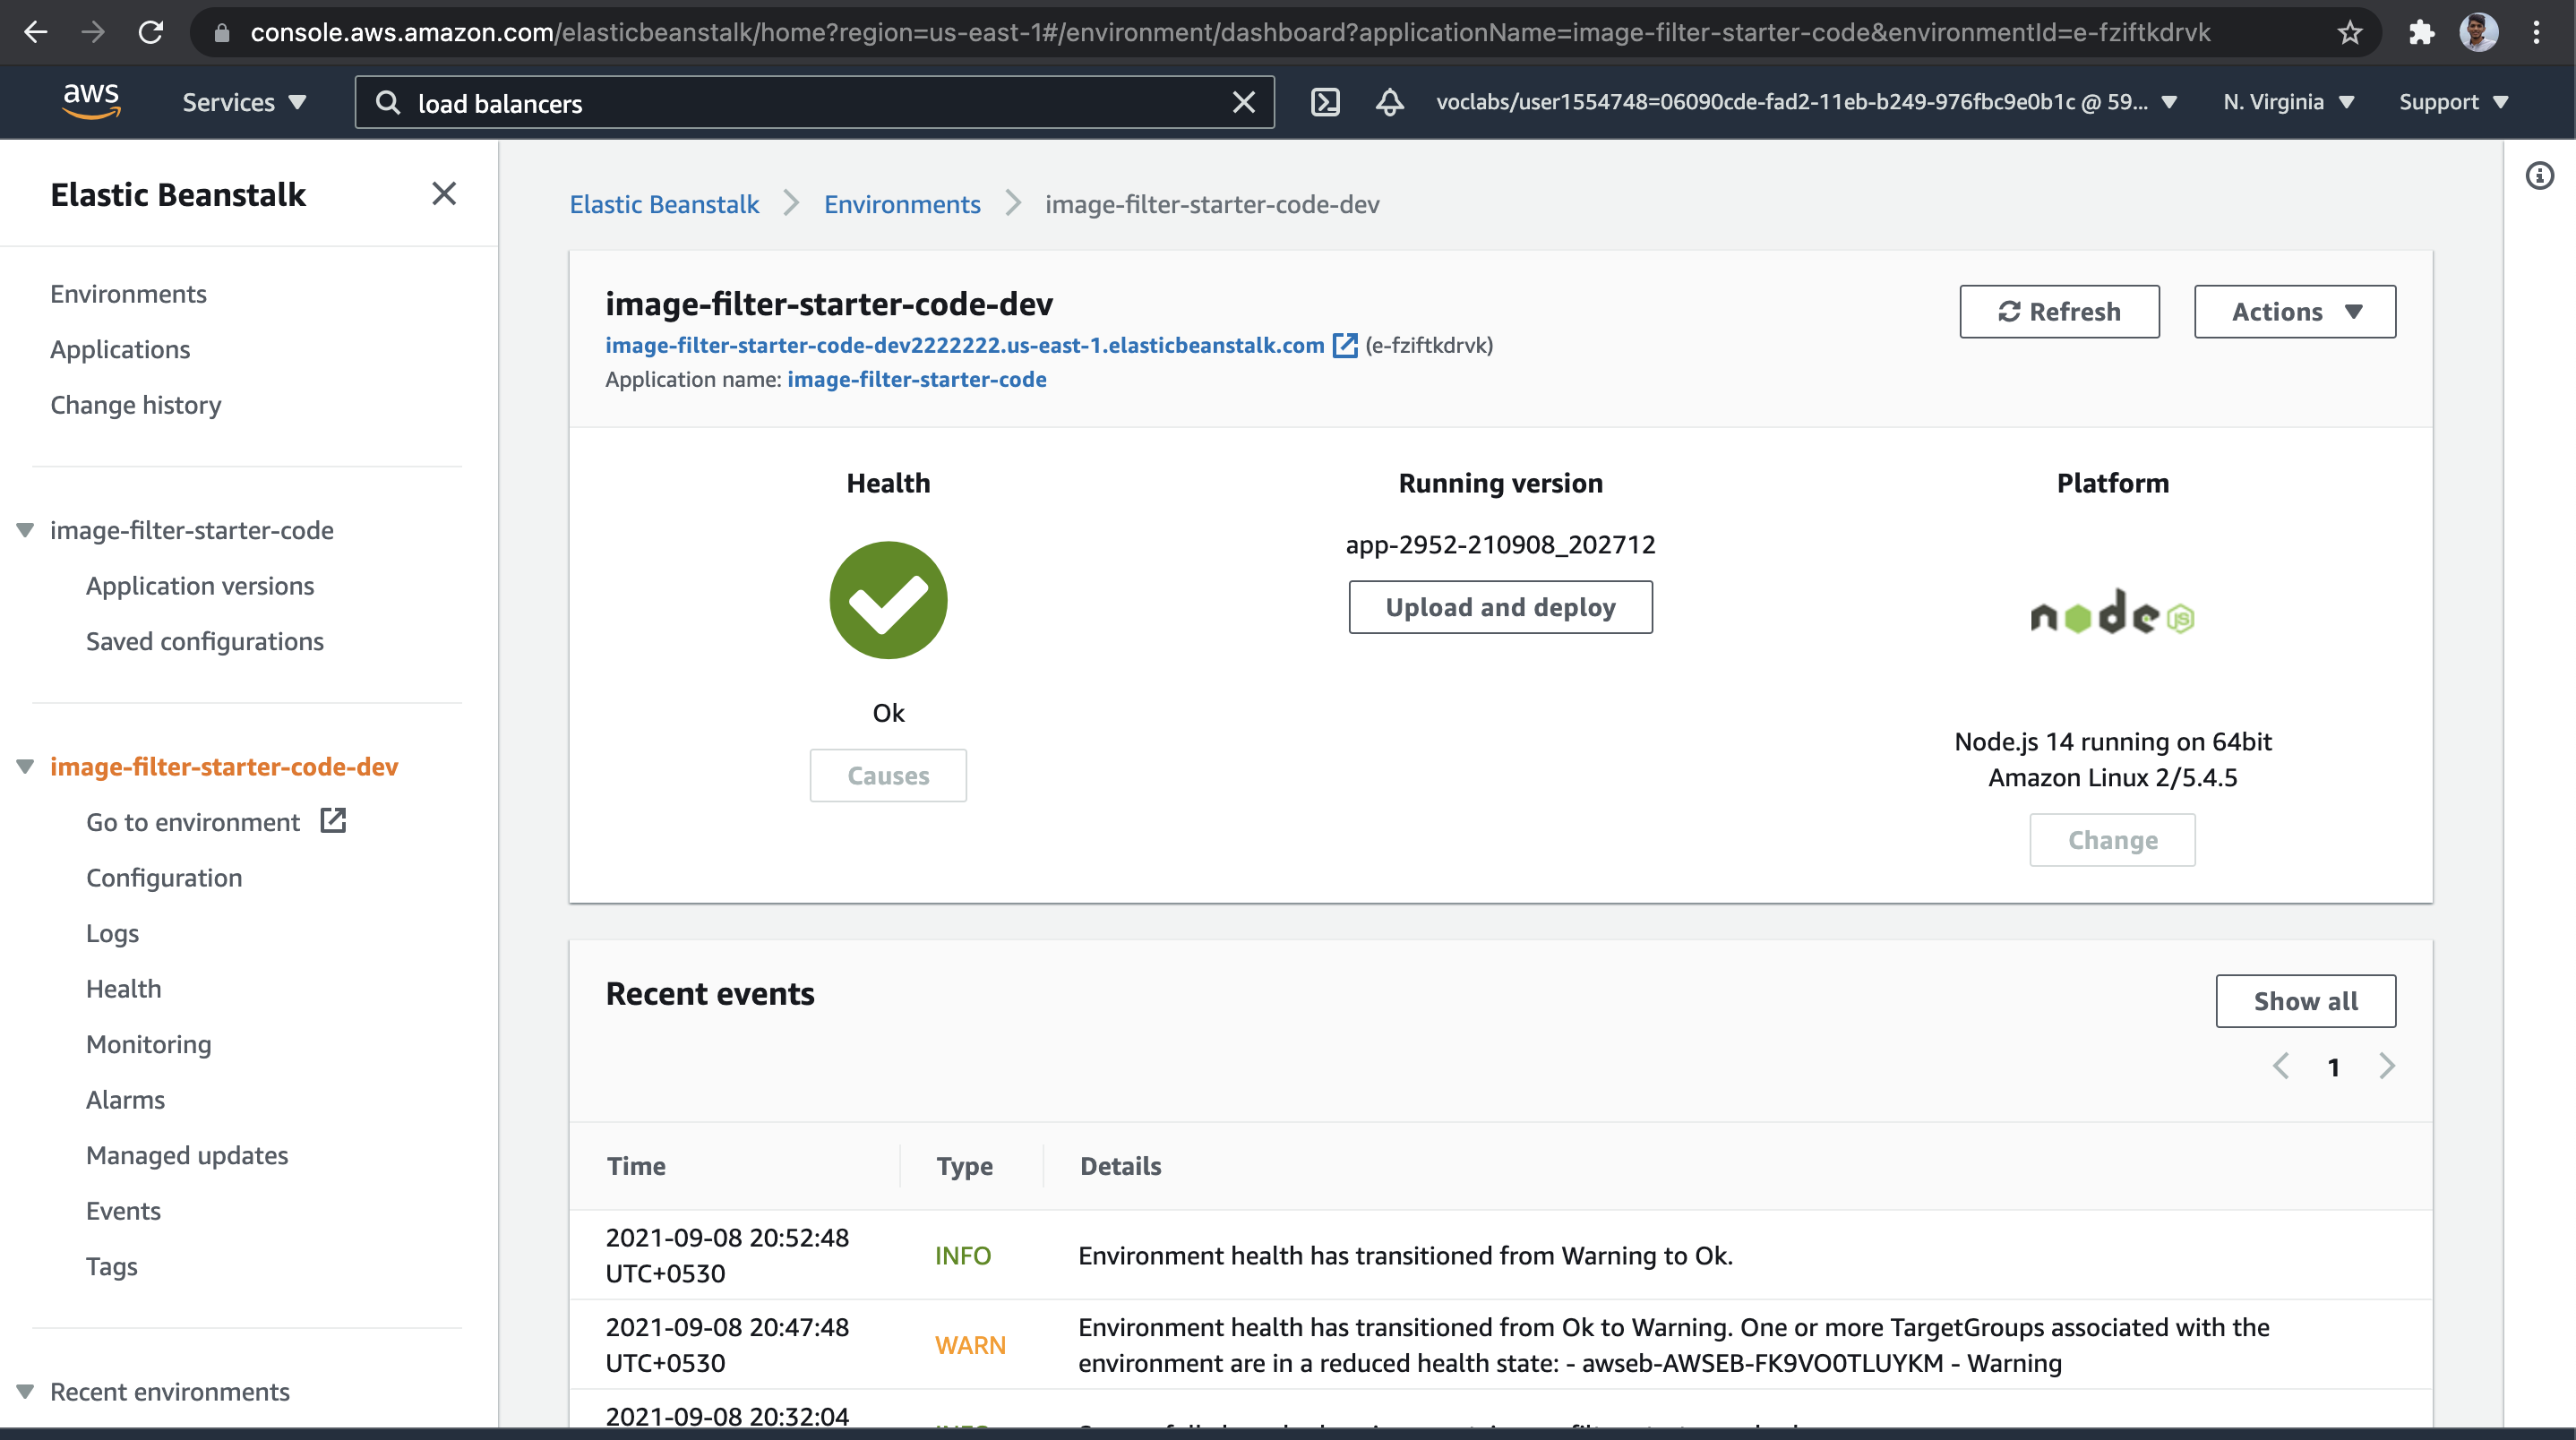 console.aws.amazon.com/elasticbeanstalk/home?region=us-east-1#/environment/dashboard?applicationName=image-filter-starter-code&environmentId=e-fziftkdrvk
aws
Services
load balancers
voclabs/user1554748=06090cde-fad2-11eb-b249-976fbc9e0b1c @ 59...
N. Virginia
Support
Elastic Beanstalk
Environments
Applications
Change history
image-filter-starter-code
Application versions
Saved configurations
image-filter-starter-code-dev
Go to environment
Configuration
Logs
Health
Monitoring
Alarms
Managed updates
Events
Tags
Recent environments
Elastic Beanstalk > Environments > image-filter-starter-code-dev
image-filter-starter-code-dev
image-filter-starter-code-dev2222222.us-east-1.elasticbeanstalk.com (e-fziftkdrvk)
Application name: image-filter-starter-code
Refresh
Actions
Health
Ok
Causes
Running version
app-2952-210908_202712
Upload and deploy
Platform
node JS
Node.js 14 running on 64bit
Amazon Linux 2/5.4.5
Change
Recent events
Show all
1
Time Type Details
2021-09-08 20:52:48
UTC+0530
INFO
Environment health has transitioned from Warning to Ok.
2021-09-08 20:47:48
UTC+0530
WARN
Environment health has transitioned from Ok to Warning. One or more TargetGroups associated with the
environment are in a reduced health state: - awseb-AWSEB-FK9VO0TLUYKM - Warning
2021-09-08 20:32:04